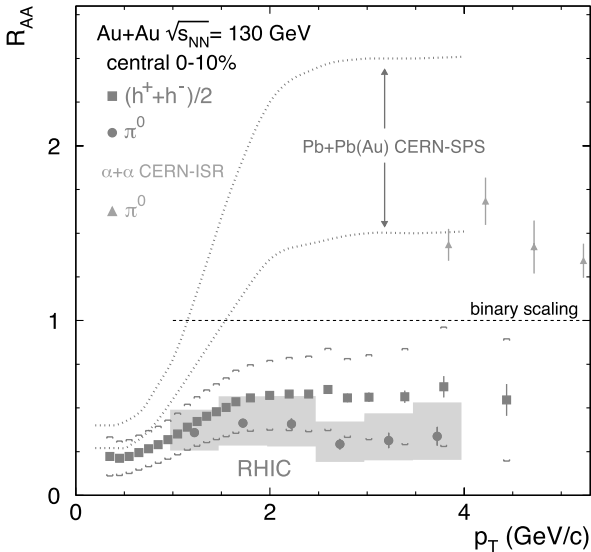 R_AA
Au+Au √s_NN = 130 GeV
central 0-10%
(h⁺+h⁻)/2
π⁰
α+α CERN-ISR
π⁰
Pb+Pb(Au) CERN-SPS
binary scaling
RHIC
2
1
0
0 2 4
p_T (GeV/c)